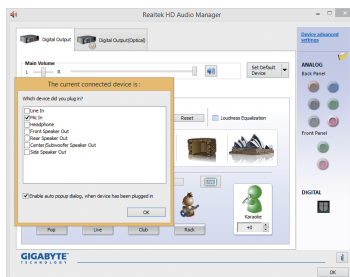 Realtek HD Audio Manager
Digital Output
Digital Output(Optical)
Device advanced settings
Main Volume
L
R
Set Default Device
ANALOG
Back Panel
The current connected device is :
Which device did you plug in?
Line In
Mic In
Headphone
Front Speaker Out
Rear Speaker Out
Center/Subwoofer Speaker Out
Side Speaker Out
Reset
Loudness Equalization
Front Panel
DIGITAL
Enable auto popup dialog, when device has been plugged in
OK
Karaoke
Pop
Live
Club
Rock
+0
GIGABYTE
TECHNOLOGY
OK